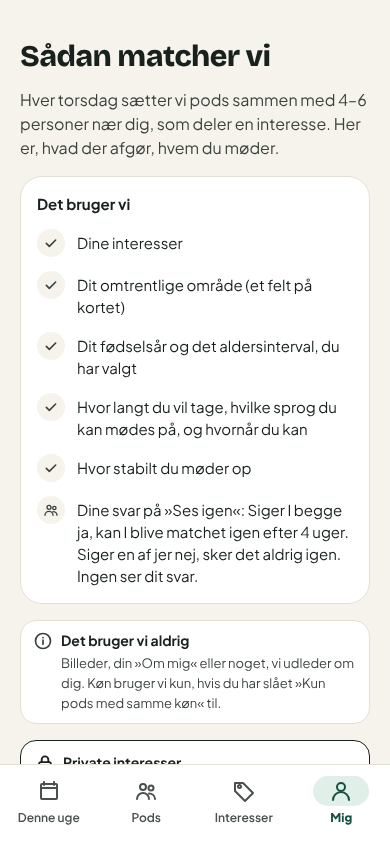 Sådan matcher vi
Hver torsdag sætter vi pods sammen med 4–6
personer nær dig, som deler en interesse. Her
er, hvad der afgør, hvem du møder.
Det bruger vi
Dine interesser
Dit omtrentlige område (et felt på
kortet)
Dit fødselsår og det aldersinterval, du
har valgt
Hvor langt du vil tage, hvilke sprog du
kan mødes på, og hvornår du kan
Hvor stabilt du møder op
Dine svar på »Ses igen«: Siger I begge
ja, kan I blive matchet igen efter 4 uger.
Siger en af jer nej, sker det aldrig igen.
Ingen ser dit svar.
Det bruger vi aldrig
Billeder, din »Om mig« eller noget, vi udleder om
dig. Køn bruger vi kun, hvis du har slået »Kun
pods med samme køn« til.
Private interesser
Denne uge
Pods
Interesser
Mig